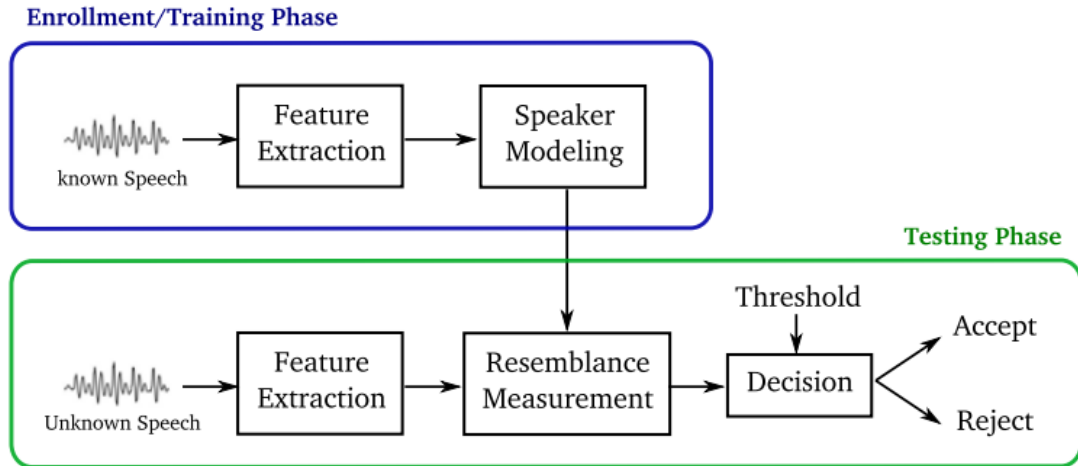 Enrollment/Training Phase
Feature
Extraction
Speaker
Modeling
known Speech
Testing Phase
Threshold
Accept
Feature
Extraction
Resemblance
Measurement
Decision
Unknown Speech
Reject